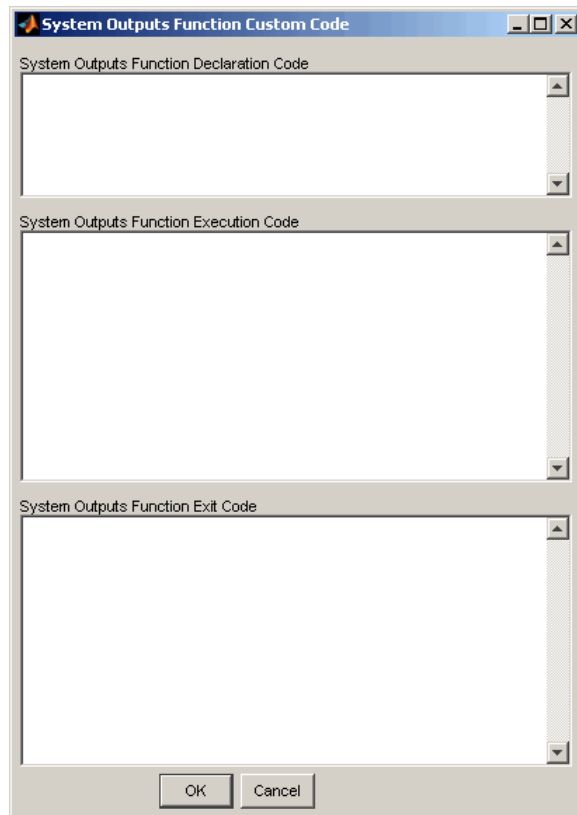 System Outputs Function Custom Code
System Outputs Function Declaration Code
System Outputs Function Execution Code
System Outputs Function Exit Code
OK
Cancel